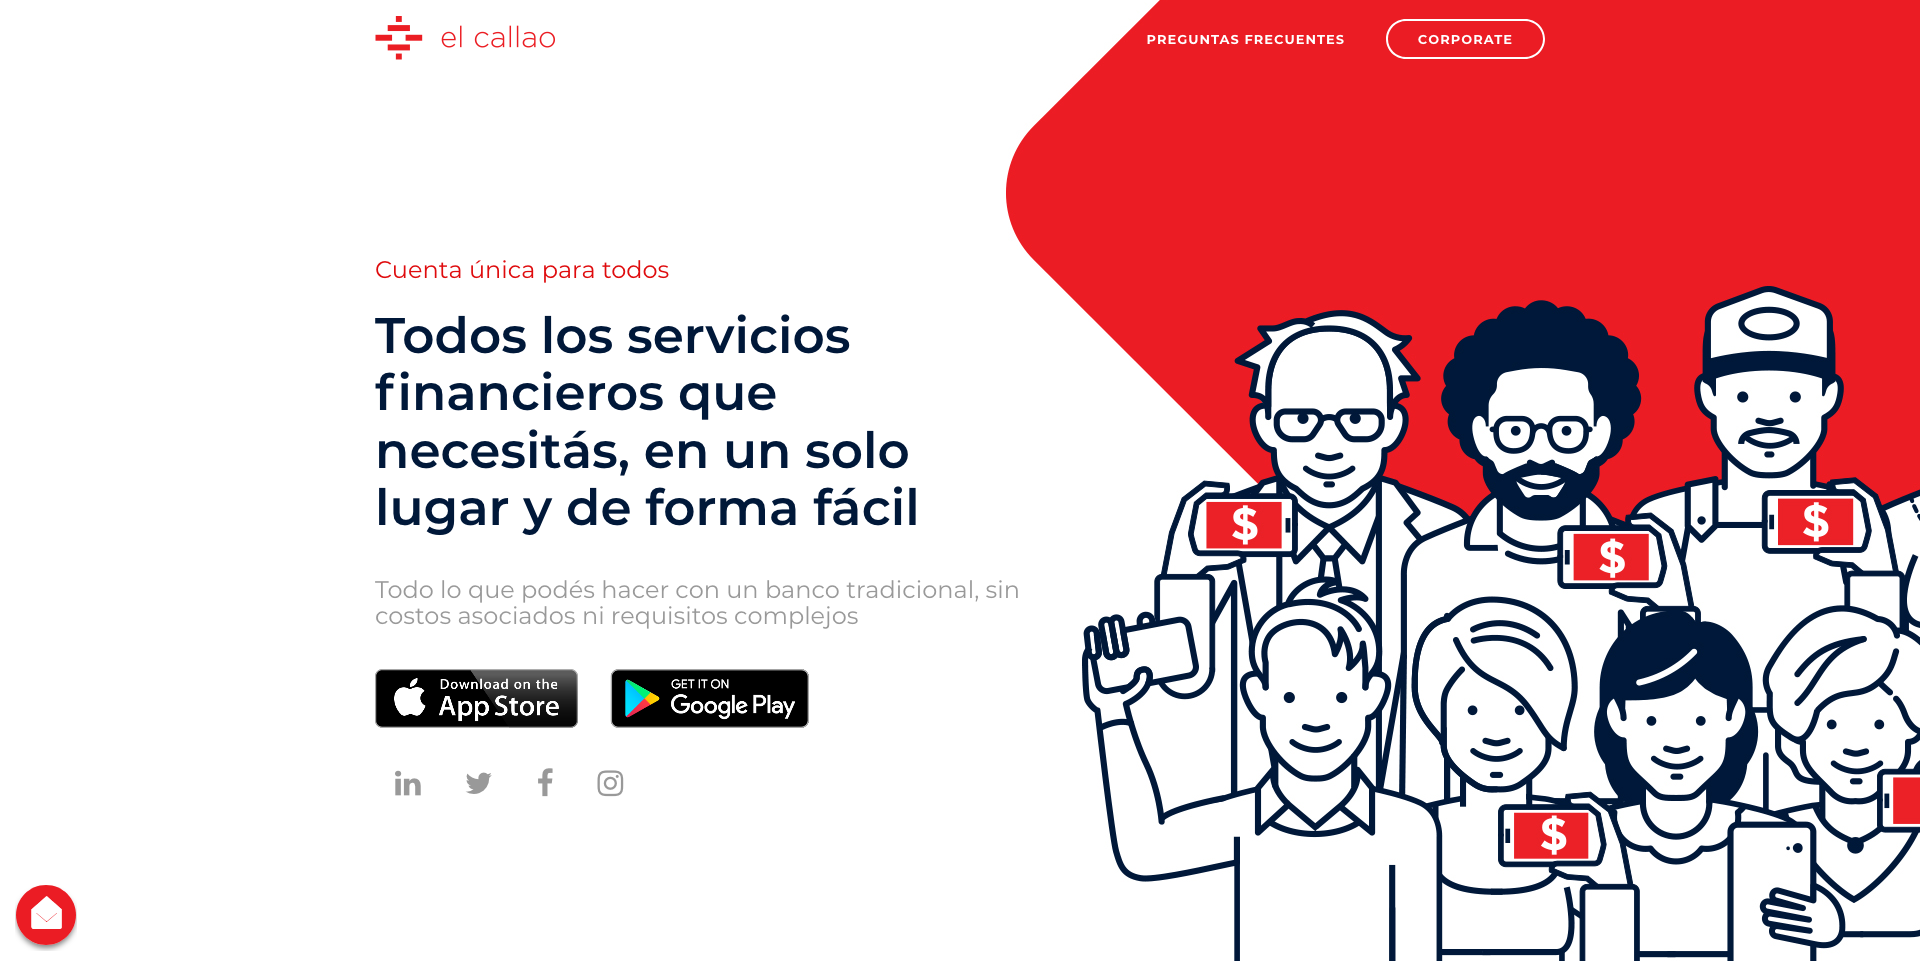 el callao
PREGUNTAS FRECUENTES
CORPORATE
Cuenta única para todos
Todos los servicios
financieros que
necesitás, en un solo
lugar y de forma fácil
Todo lo que podés hacer con un banco tradicional, sin
costos asociados ni requisitos complejos
Download on the
App Store
GET IT ON
Google Play
in
f
$
$
$
$